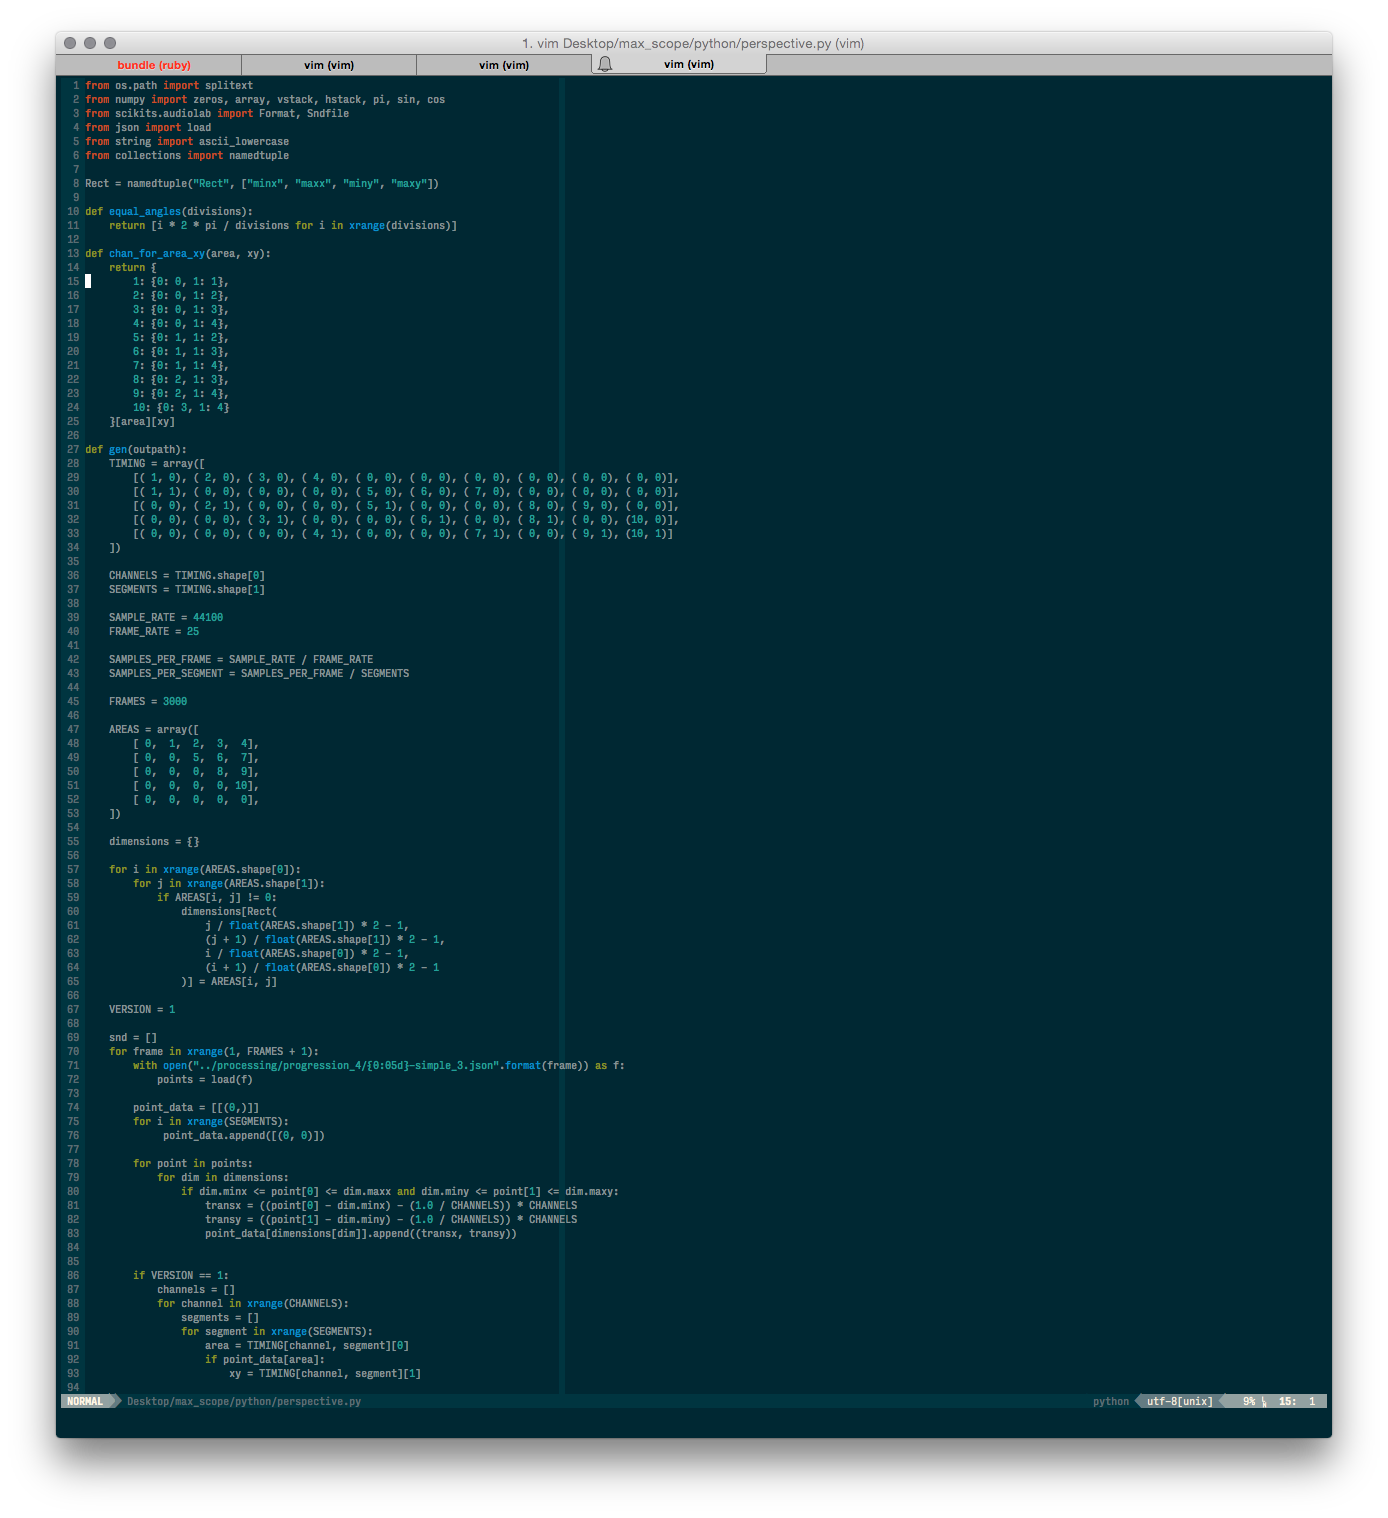 1. vim Desktop/max_scope/python/perspective.py (vim)
bundle (ruby) vim (vim) vim (vim) vim (vim)
1 from os.path import splitext
2 from numpy import zeros, array, vstack, hstack, pi, sin, cos
3 from scikits.audiolab import Format, Sndfile
4 from json import load
5 from string import ascii_lowercase
6 from collections import namedtuple
7
8 Rect = namedtuple("Rect", ["minx", "maxx", "miny", "maxy"])
9
10 def equal_angles(divisions):
11     return [i * 2 * pi / divisions for i in xrange(divisions)]
12
13 def chan_for_area_xy(area, xy):
14     return {
15         1: {0: 0, 1: 1},
16         2: {0: 0, 1: 2},
17         3: {0: 0, 1: 3},
18         4: {0: 0, 1: 4},
19         5: {0: 1, 1: 2},
20         6: {0: 1, 1: 3},
21         7: {0: 1, 1: 4},
22         8: {0: 2, 1: 3},
23         9: {0: 2, 1: 4},
24         10: {0: 3, 1: 4}
25     }[area][xy]
26
27 def gen(outpath):
28     TIMING = array([
29         [( 1, 0), ( 2, 0), ( 3, 0), ( 4, 0), ( 0, 0), ( 0, 0), ( 0, 0), ( 0, 0), ( 0, 0), ( 0, 0)],
30         [( 1, 1), ( 0, 0), ( 0, 0), ( 0, 0), ( 5, 0), ( 6, 0), ( 7, 0), ( 0, 0), ( 0, 0), ( 0, 0)],
31         [( 0, 0), ( 2, 1), ( 0, 0), ( 0, 0), ( 5, 1), ( 0, 0), ( 0, 0), ( 8, 0), ( 9, 0), ( 0, 0)],
32         [( 0, 0), ( 0, 0), ( 3, 1), ( 0, 0), ( 0, 0), ( 6, 1), ( 0, 0), ( 8, 1), ( 0, 0), (10, 0)],
33         [( 0, 0), ( 0, 0), ( 0, 0), ( 4, 1), ( 0, 0), ( 0, 0), ( 7, 1), ( 0, 0), ( 9, 1), (10, 1)]
34     ])
35
36     CHANNELS = TIMING.shape[0]
37     SEGMENTS = TIMING.shape[1]
38
39     SAMPLE_RATE = 44100
40     FRAME_RATE = 25
41
42     SAMPLES_PER_FRAME = SAMPLE_RATE / FRAME_RATE
43     SAMPLES_PER_SEGMENT = SAMPLES_PER_FRAME / SEGMENTS
44
45     FRAMES = 3000
46
47     AREAS = array([
48         [ 0,  1,  2,  3,  4],
49         [ 0,  0,  5,  6,  7],
50         [ 0,  0,  0,  8,  9],
51         [ 0,  0,  0,  0, 10],
52         [ 0,  0,  0,  0,  0],
53     ])
54
55     dimensions = {}
56
57     for i in xrange(AREAS.shape[0]):
58         for j in xrange(AREAS.shape[1]):
59             if AREAS[i, j] != 0:
60                 dimensions[Rect(
61                     j / float(AREAS.shape[1]) * 2 - 1,
62                     (j + 1) / float(AREAS.shape[1]) * 2 - 1,
63                     i / float(AREAS.shape[0]) * 2 - 1,
64                     (i + 1) / float(AREAS.shape[0]) * 2 - 1
65                 )] = AREAS[i, j]
66
67     VERSION = 1
68
69     snd = []
70     for frame in xrange(1, FRAMES + 1):
71         with open("../processing/progression_4/{0:05d}-simple_3.json".format(frame)) as f:
72             points = load(f)
73
74         point_data = [[(0,)]]
75         for i in xrange(SEGMENTS):
76              point_data.append([(0, 0)])
77
78         for point in points:
79             for dim in dimensions:
80                 if dim.minx <= point[0] <= dim.maxx and dim.miny <= point[1] <= dim.maxy:
81                     transx = ((point[0] - dim.minx) - (1.0 / CHANNELS)) * CHANNELS
82                     transy = ((point[1] - dim.miny) - (1.0 / CHANNELS)) * CHANNELS
83                     point_data[dimensions[dim]].append((transx, transy))
84
85
86         if VERSION == 1:
87             channels = []
88             for channel in xrange(CHANNELS):
89                 segments = []
90                 for segment in xrange(SEGMENTS):
91                     area = TIMING[channel, segment][0]
92                     if point_data[area]:
93                         xy = TIMING[channel, segment][1]
94
NORMAL Desktop/max_scope/python/perspective.py python utf-8[unix] 9% 15: 1